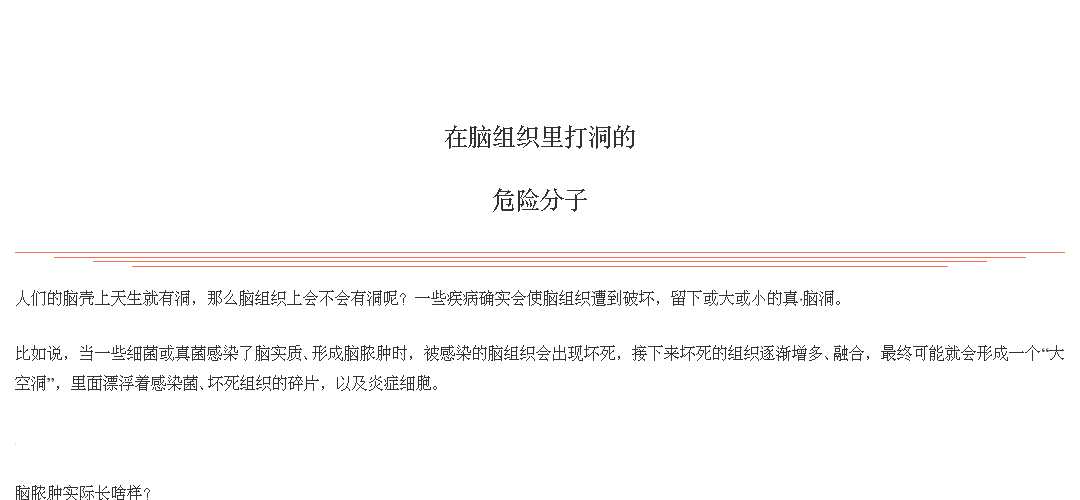 在脑组织里打洞的
危险分子
人们的脑壳上天生就有洞，那么脑组织上会不会有洞呢？一些疾病确实会使脑组织遭到破坏，留下或大或小的真·脑洞。
比如说，当一些细菌或真菌感染了脑实质、形成脑脓肿时，被感染的脑组织会出现坏死，接下来坏死的组织逐渐增多、融合，最终可能就会形成一个“大
空洞”，里面漂浮着感染菌、坏死组织的碎片，以及炎症细胞。
脑脓肿实际长啥样？